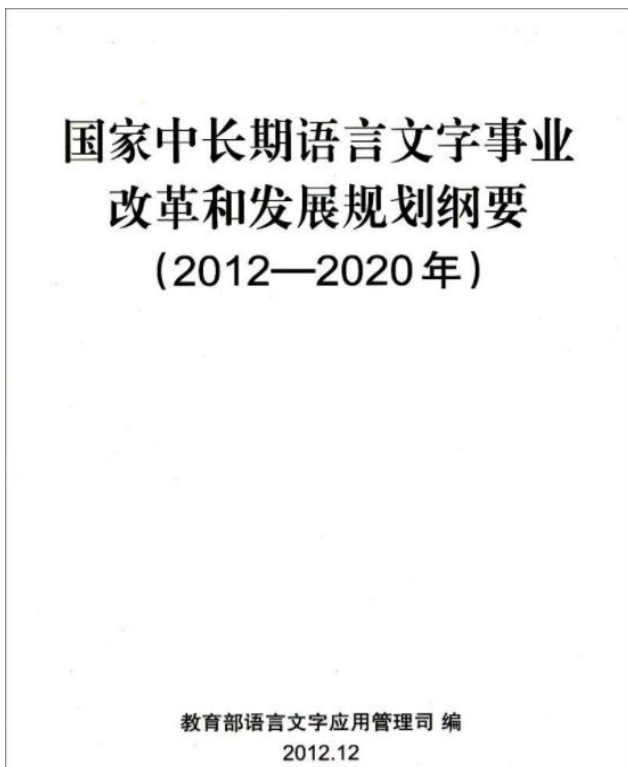 国家中长期语言文字事业
改革和发展规划纲要
(2012—2020年)
教育部语言文字应用管理司 编
2012.12